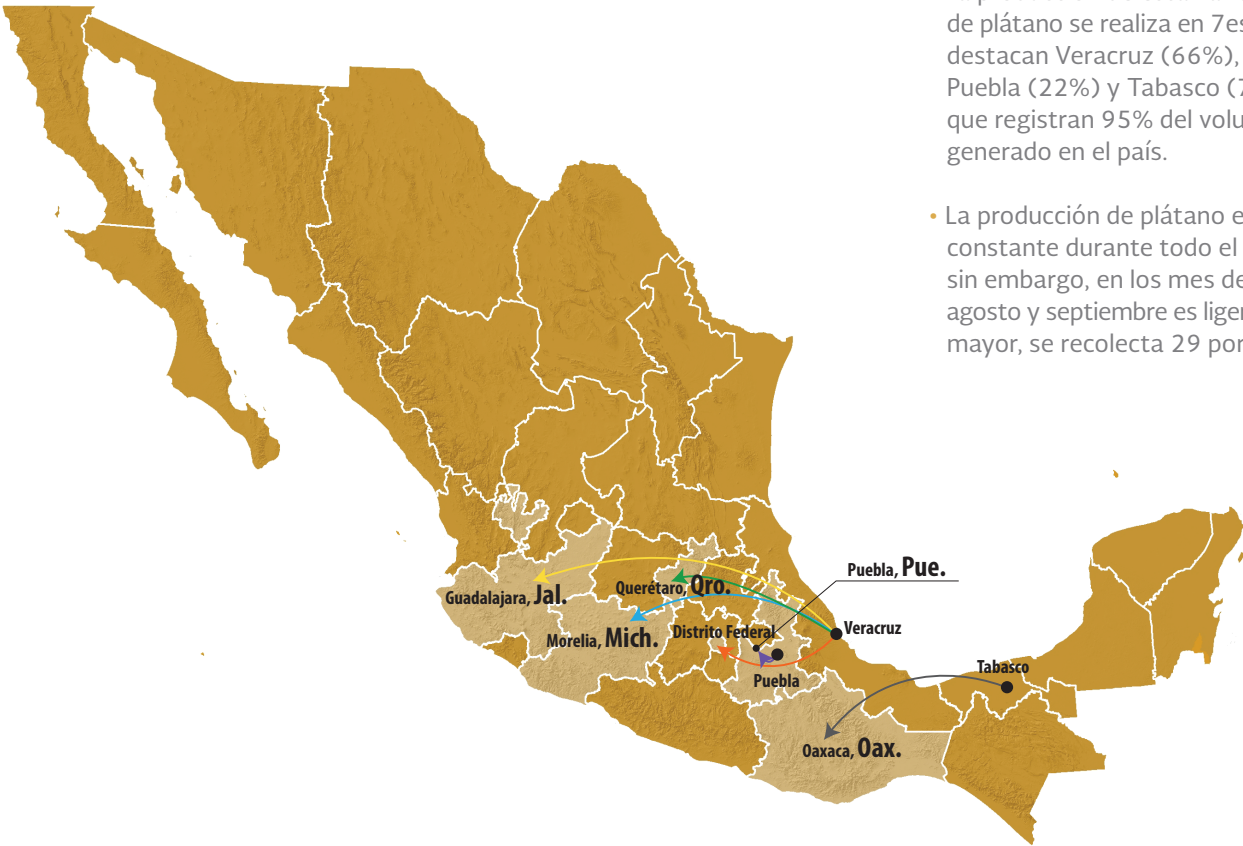 de plátano se realiza en 7es
destacan Veracruz (66%),
Puebla (22%) y Tabasco (7
que registran 95% del volu
generado en el país.
• La producción de plátano e
constante durante todo el
sin embargo, en los mes de
agosto y septiembre es liger
mayor, se recolecta 29 por
Puebla, Pue.
Guadalajara, Jal.
Querétaro, Qro.
Morelia, Mich.
Distrito Federal
Veracruz
Puebla
Tabasco
Oaxaca, Oax.